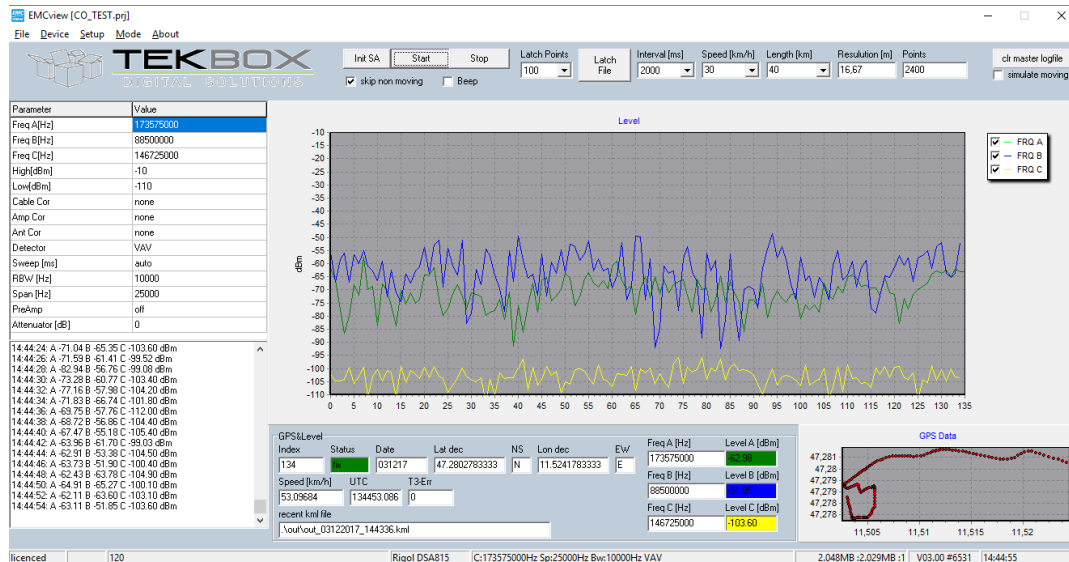 EMCview [CO_TEST.prj]
File Device Setup Mode About
TEKBOX
DIGITAL SOLUTIONS
Init SA Start Stop
skip non moving Beep
Latch Points
100
Latch File
Interval [ms] Speed [km/h] Length [km] Resulution [m] Points
2000 30 40 16,67 2400
clr master logfile
simulate moving
Parameter Value
Freq A[Hz] 173575000
Freq B[Hz] 88500000
Freq C[Hz] 146725000
High[dBm] -10
Low[dBm] -110
Cable Cor none
Amp Cor none
Ant Cor none
Detector VAV
Sweep [ms] auto
RBW [Hz] 10000
Span [Hz] 25000
PreAmp off
Attenuator [dB] 0
14:44:24: A -71.04 B -65.35 C -103.60 dBm
14:44:26: A -71.59 B -61.41 C -99.52 dBm
14:44:28: A -82.94 B -56.76 C -99.08 dBm
14:44:30: A -73.28 B -60.77 C -103.40 dBm
14:44:32: A -77.16 B -57.98 C -104.20 dBm
14:44:34: A -71.83 B -66.74 C -101.80 dBm
14:44:36: A -69.75 B -57.76 C -112.00 dBm
14:44:38: A -68.72 B -56.86 C -104.40 dBm
14:44:40: A -67.47 B -55.18 C -105.40 dBm
14:44:42: A -63.96 B -61.70 C -99.03 dBm
14:44:44: A -62.91 B -53.38 C -104.50 dBm
14:44:46: A -63.73 B -51.90 C -100.40 dBm
14:44:48: A -62.43 B -63.78 C -104.90 dBm
14:44:50: A -64.91 B -65.27 C -100.10 dBm
14:44:52: A -62.11 B -63.60 C -103.10 dBm
14:44:54: A -63.11 B -51.85 C -103.60 dBm
Level
dBm
-10
-15
-20
-25
-30
-35
-40
-45
-50
-55
-60
-65
-70
-75
-80
-85
-90
-95
-100
-105
-110
0 5 10 15 20 25 30 35 40 45 50 55 60 65 70 75 80 85 90 95 100 105 110 115 120 125 130 135
FRQ A
FRQ B
FRQ C
GPS&Level
Index Status Date Lat dec NS Lon dec EW
134 fix 031217 47.2802783333 N 11.5241783333 E
Speed [km/h] UTC T3-Err
53,09684 134453.086 0
recent kml file
.\out\out_03122017_144336.kml
Freq A [Hz] Level A [dBm]
173575000 -62.98
Freq B [Hz] Level B [dBm]
88500000 -51.85
Freq C [Hz] Level C [dBm]
146725000 -103.60
GPS Data
47,281
47,28
47,28
47,279
47,279
47,278
47,278
11,505 11,51 11,515 11,52
licenced 120 Rigol DSA815 C:173575000Hz Sp:25000Hz Bw:10000Hz VAV 2.048MB :2.029MB :1 V03.00 #6531 14:44:55